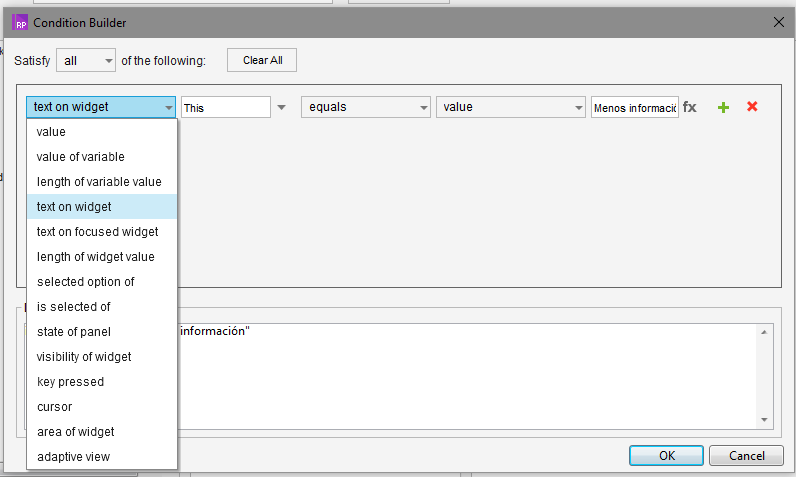 RP Condition Builder
Satisfy all of the following: Clear All
text on widget This equals value Menos informaci fx
value
value of variable
length of variable value
text on widget
text on focused widget
length of widget value
selected option of
is selected of
state of panel
información"
visibility of widget
key pressed
cursor
area of widget
adaptive view
OK Cancel